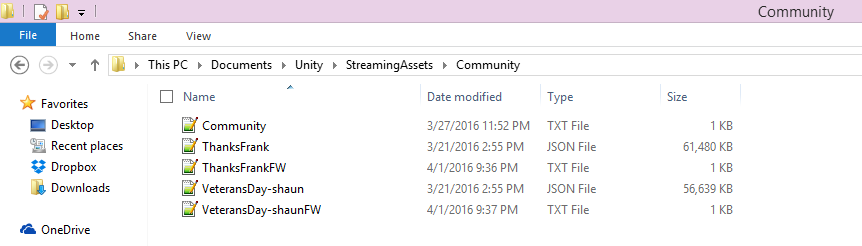 Community
File Home Share View
This PC Documents Unity StreamingAssets Community
Name Date modified Type Size
Favorites
Desktop
Recent places
Dropbox
Downloads
OneDrive
Community 3/27/2016 11:52 PM TXT File 1 KB
ThanksFrank 3/21/2016 2:55 PM JSON File 61,480 KB
ThanksFrankFW 4/1/2016 9:36 PM TXT File 1 KB
VeteransDay-shaun 3/21/2016 2:55 PM JSON File 56,639 KB
VeteransDay-shaunFW 4/1/2016 9:37 PM TXT File 1 KB